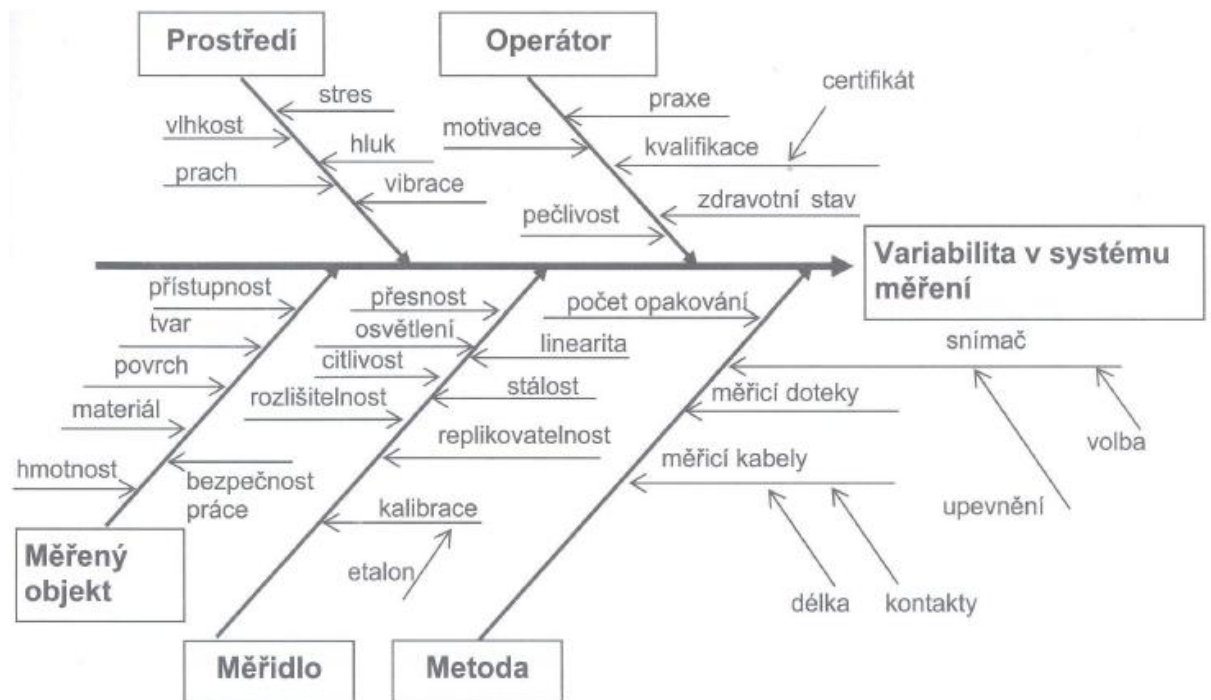 Prostředí
Operátor
stres
vlhkost
hluk
prach
vibrace
praxe
certifikát
motivace
kvalifikace
zdravotní stav
pečlivost
Variabilita v systému
měření
přístupnost
tvar
povrch
materiál
hmotnost
bezpečnost
práce
Měřený
objekt
přesnost
osvětlení
linearita
citlivost
stálost
rozlišitelnost
replikovatelnost
kalibrace
etalon
Měřidlo
počet opakování
snímač
měřicí doteky
volba
měřicí kabely
upevnění
délka
kontakty
Metoda